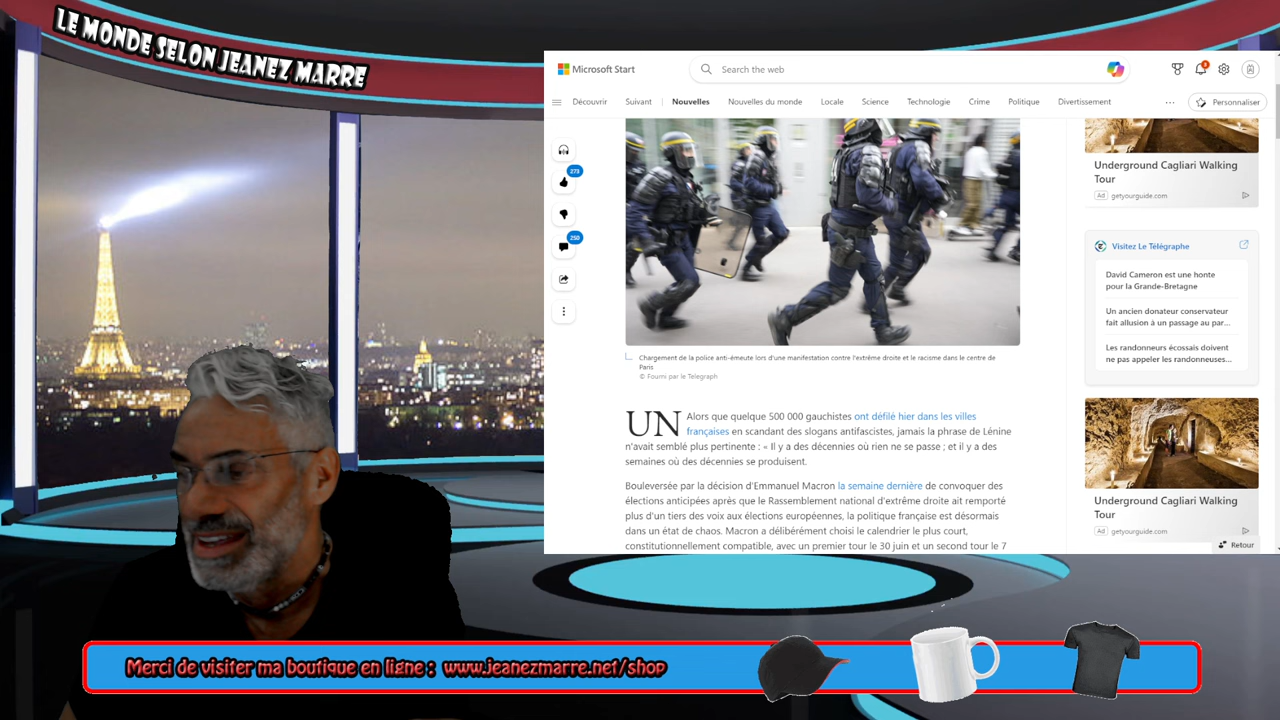 LE MONDE SELON JEANEZ MARRE
Microsoft Start
Search the web
3
Découvrir
Suivant
Nouvelles
Nouvelles du monde
Locale
Science
Technologie
Crime
Politique
Divertissement
...
Personnaliser
273
250
Underground Cagliari Walking
Tour
Ad getyourguide.com
Visitez Le Télégraphe
David Cameron est une honte
pour la Grande-Bretagne
Un ancien donateur conservateur
fait allusion à un passage au par...
Les randonneurs écossais doivent
ne pas appeler les randonneuses...
Chargement de la police anti-émeute lors d'une manifestation contre l'extrême droite et le racisme dans le centre de
Paris
© Fourni par le Telegraph
UN Alors que quelque 500 000 gauchistes ont défilé hier dans les villes
françaises en scandant des slogans antifascistes, jamais la phrase de Lénine
n'avait semblé plus pertinente : « Il y a des décennies où rien ne se passe ; et il y a des
semaines où des décennies se produisent.
Bouleversée par la décision d'Emmanuel Macron la semaine dernière de convoquer des
élections anticipées après que le Rassemblement national d'extrême droite ait remporté
plus d'un tiers des voix aux élections européennes, la politique française est désormais
dans un état de chaos. Macron a délibérément choisi le calendrier le plus court,
constitutionnellement compatible, avec un premier tour le 30 juin et un second tour le 7
Underground Cagliari Walking
Tour
Ad getyourguide.com
Retour
Merci de visiter ma boutique en ligne : www.jeanezmarre.net/shop